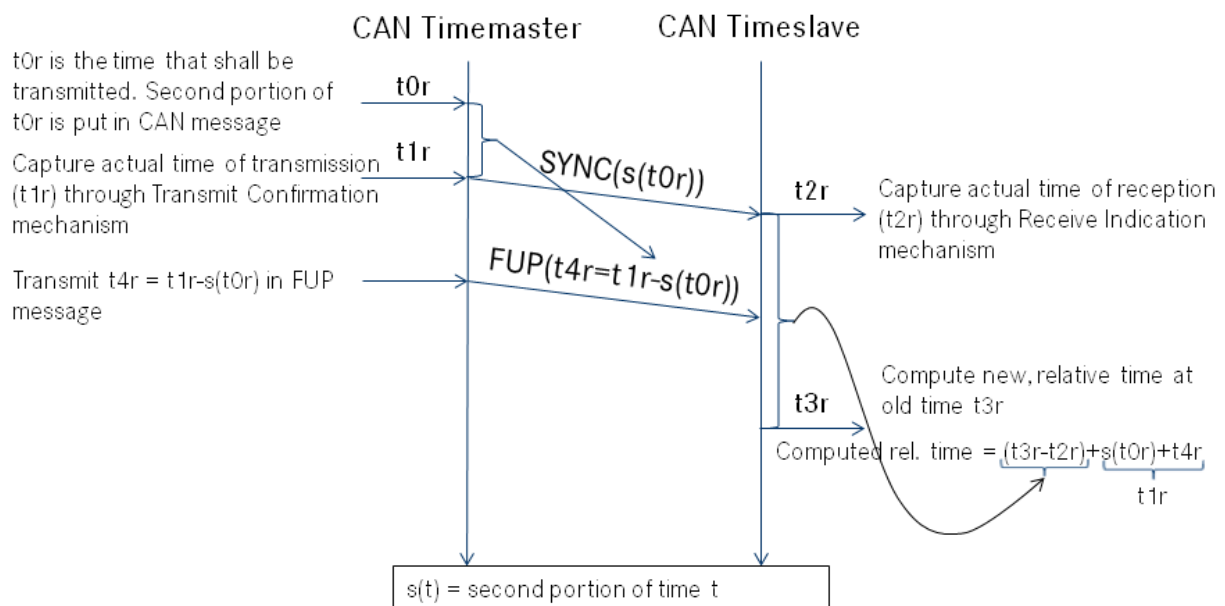 CAN Timemaster
CAN Timeslave
t0r is the time that shall be
transmitted. Second portion of
t0r is put in CAN message
t0r
Capture actual time of transmission
(t1r) through Transmit Confirmation
mechanism
t1r
SYNC(s(t0r))
t2r
Capture actual time of reception
(t2r) through Receive Indication
mechanism
Transmit t4r = t1r-s(t0r) in FUP
message
FUP(t4r=t1r-s(t0r))
t3r
Compute new, relative time at
old time t3r
Computed rel. time = (t3r-t2r)+s(t0r)+t4r
t1r
s(t) = second portion of time t